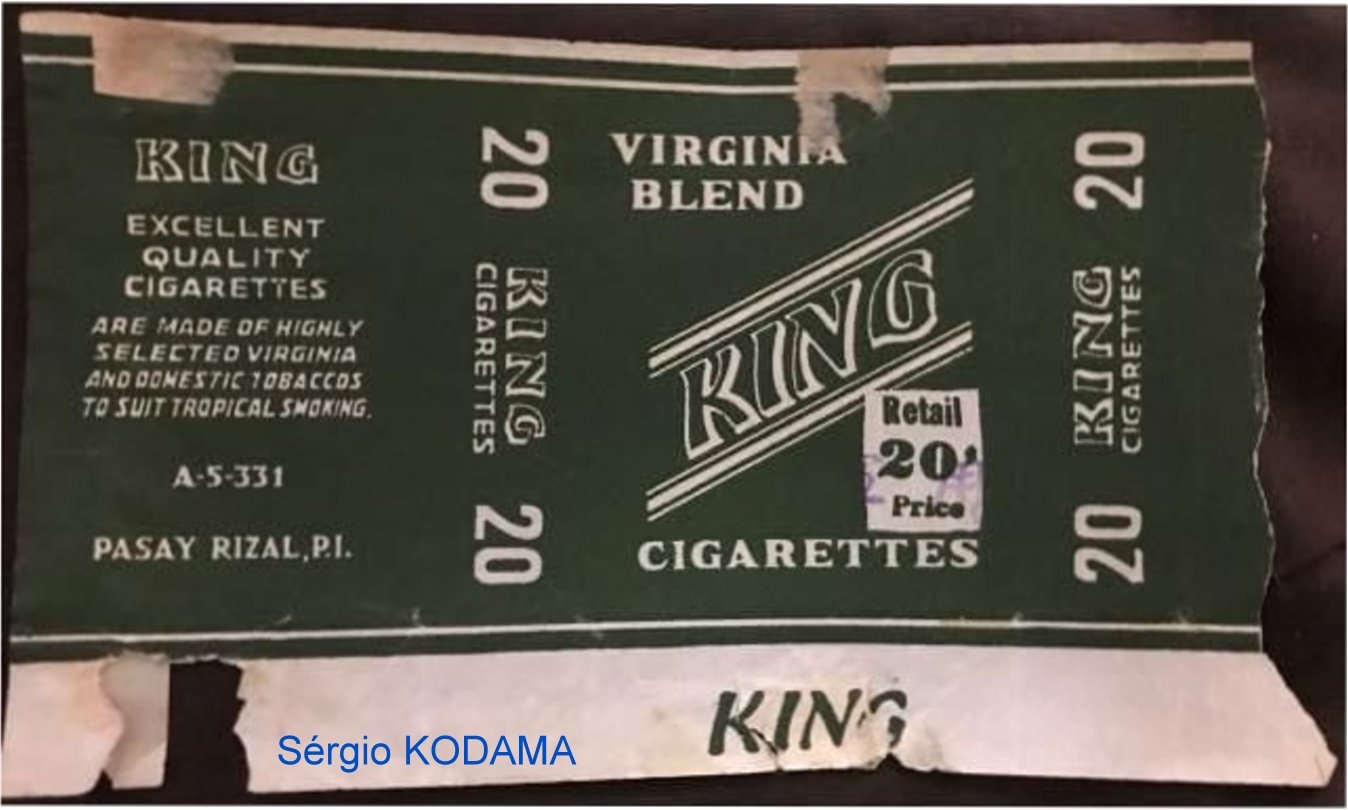 KING
EXCELLENT
QUALITY
CIGARETTES
ARE MADE OF HIGHLY
SELECTED VIRGINIA
AND DOMESTIC TOBACCOS
TO SUIT TROPICAL SMOKING.
A-5-331
PASAY RIZAL, P.I.
20
KING
CIGARETTES
20
VIRGINIA
BLEND
KING
Retail
20¢
Price
CIGARETTES
20
KING
CIGARETTES
20
KING
Sérgio KODAMA